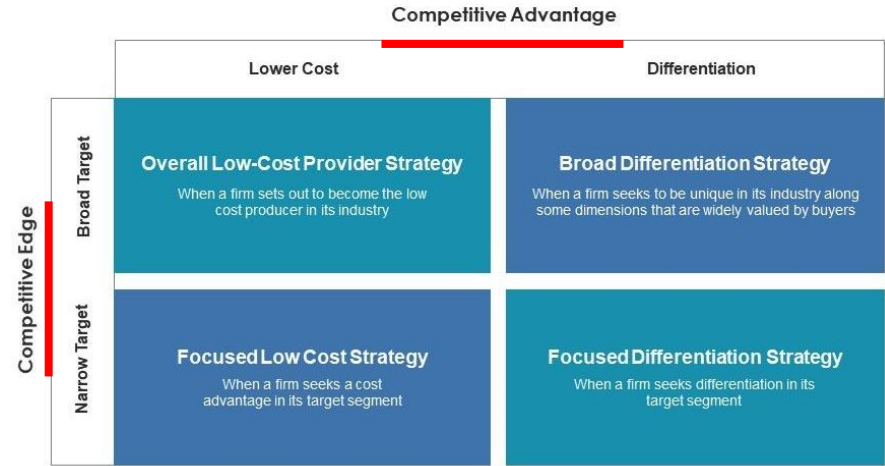 Competitive Advantage
Lower Cost
Differentiation
Competitive Edge
Broad Target
Overall Low-Cost Provider Strategy
When a firm sets out to become the low
cost producer in its industry
Broad Differentiation Strategy
When a firm seeks to be unique in its industry along
some dimensions that are widely valued by buyers
Narrow Target
Focused Low Cost Strategy
When a firm seeks a cost
advantage in its target segment
Focused Differentiation Strategy
When a firm seeks differentiation in its
target segment